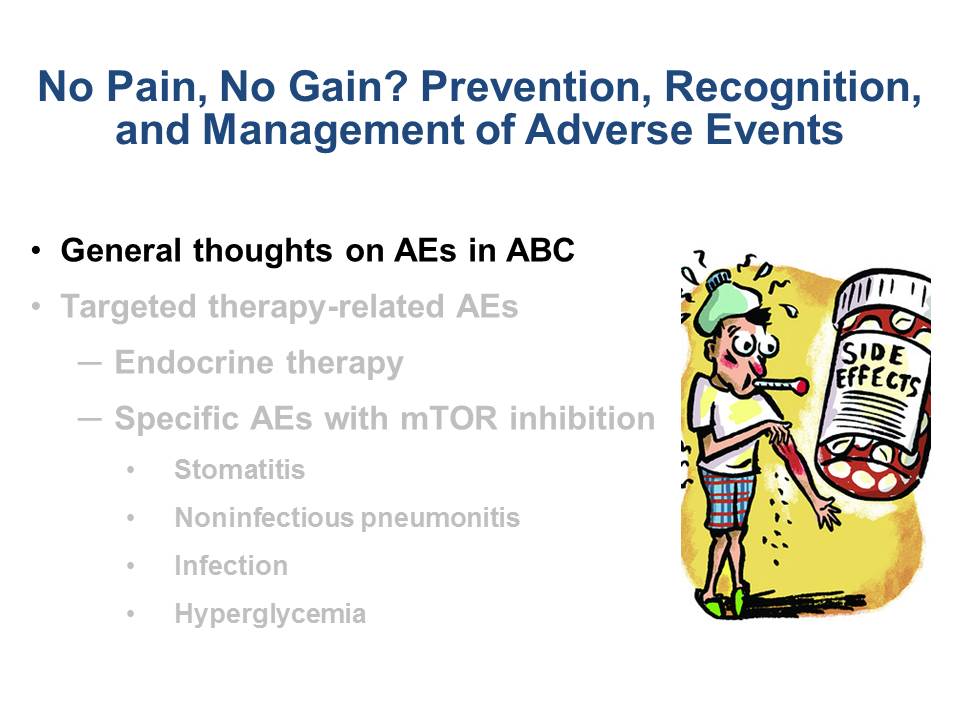 No Pain, No Gain? Prevention, Recognition,
and Management of Adverse Events
• General thoughts on AEs in ABC
• Targeted therapy-related AEs
– Endocrine therapy
– Specific AEs with mTOR inhibition
• Stomatitis
• Noninfectious pneumonitis
• Infection
• Hyperglycemia
SIDE
EFFECTS